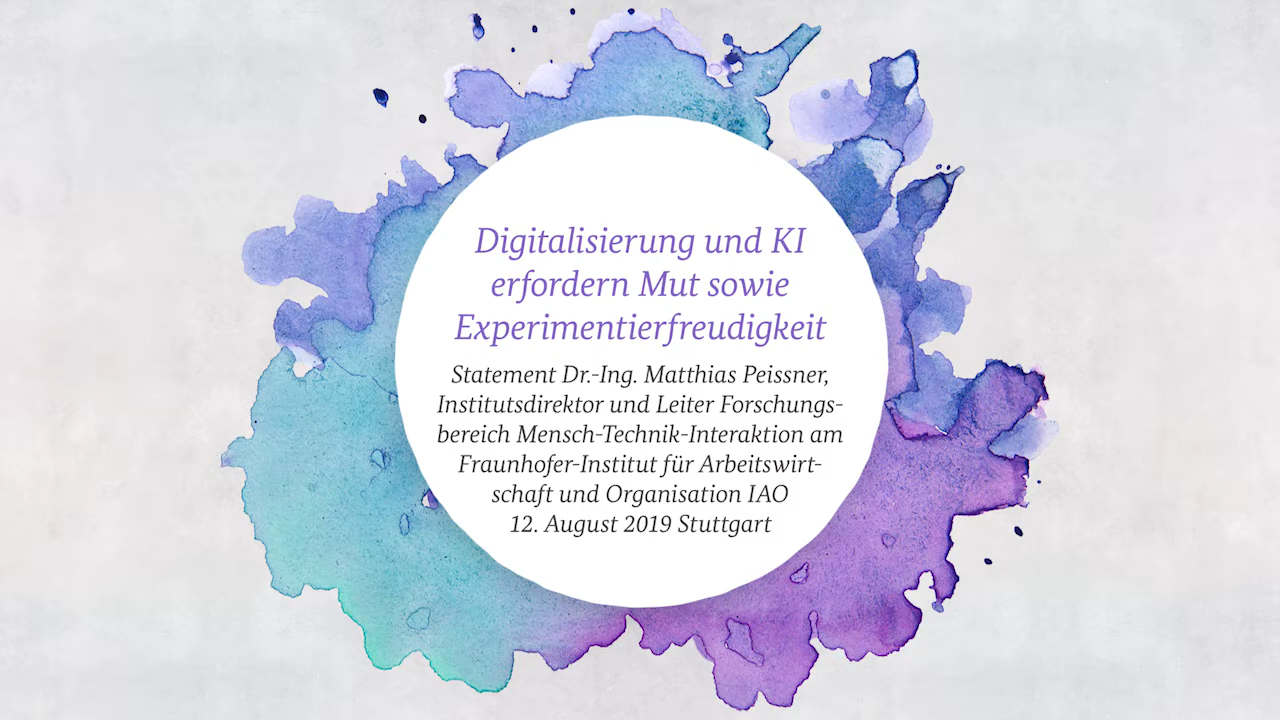 Digitalisierung und KI
erfordern Mut sowie
Experimentierfreudigkeit
Statement Dr.-Ing. Matthias Peissner,
Institutsdirektor und Leiter Forschungs-
bereich Mensch-Technik-Interaktion am
Fraunhofer-Institut für Arbeitswirt-
schaft und Organisation IAO
12. August 2019 Stuttgart